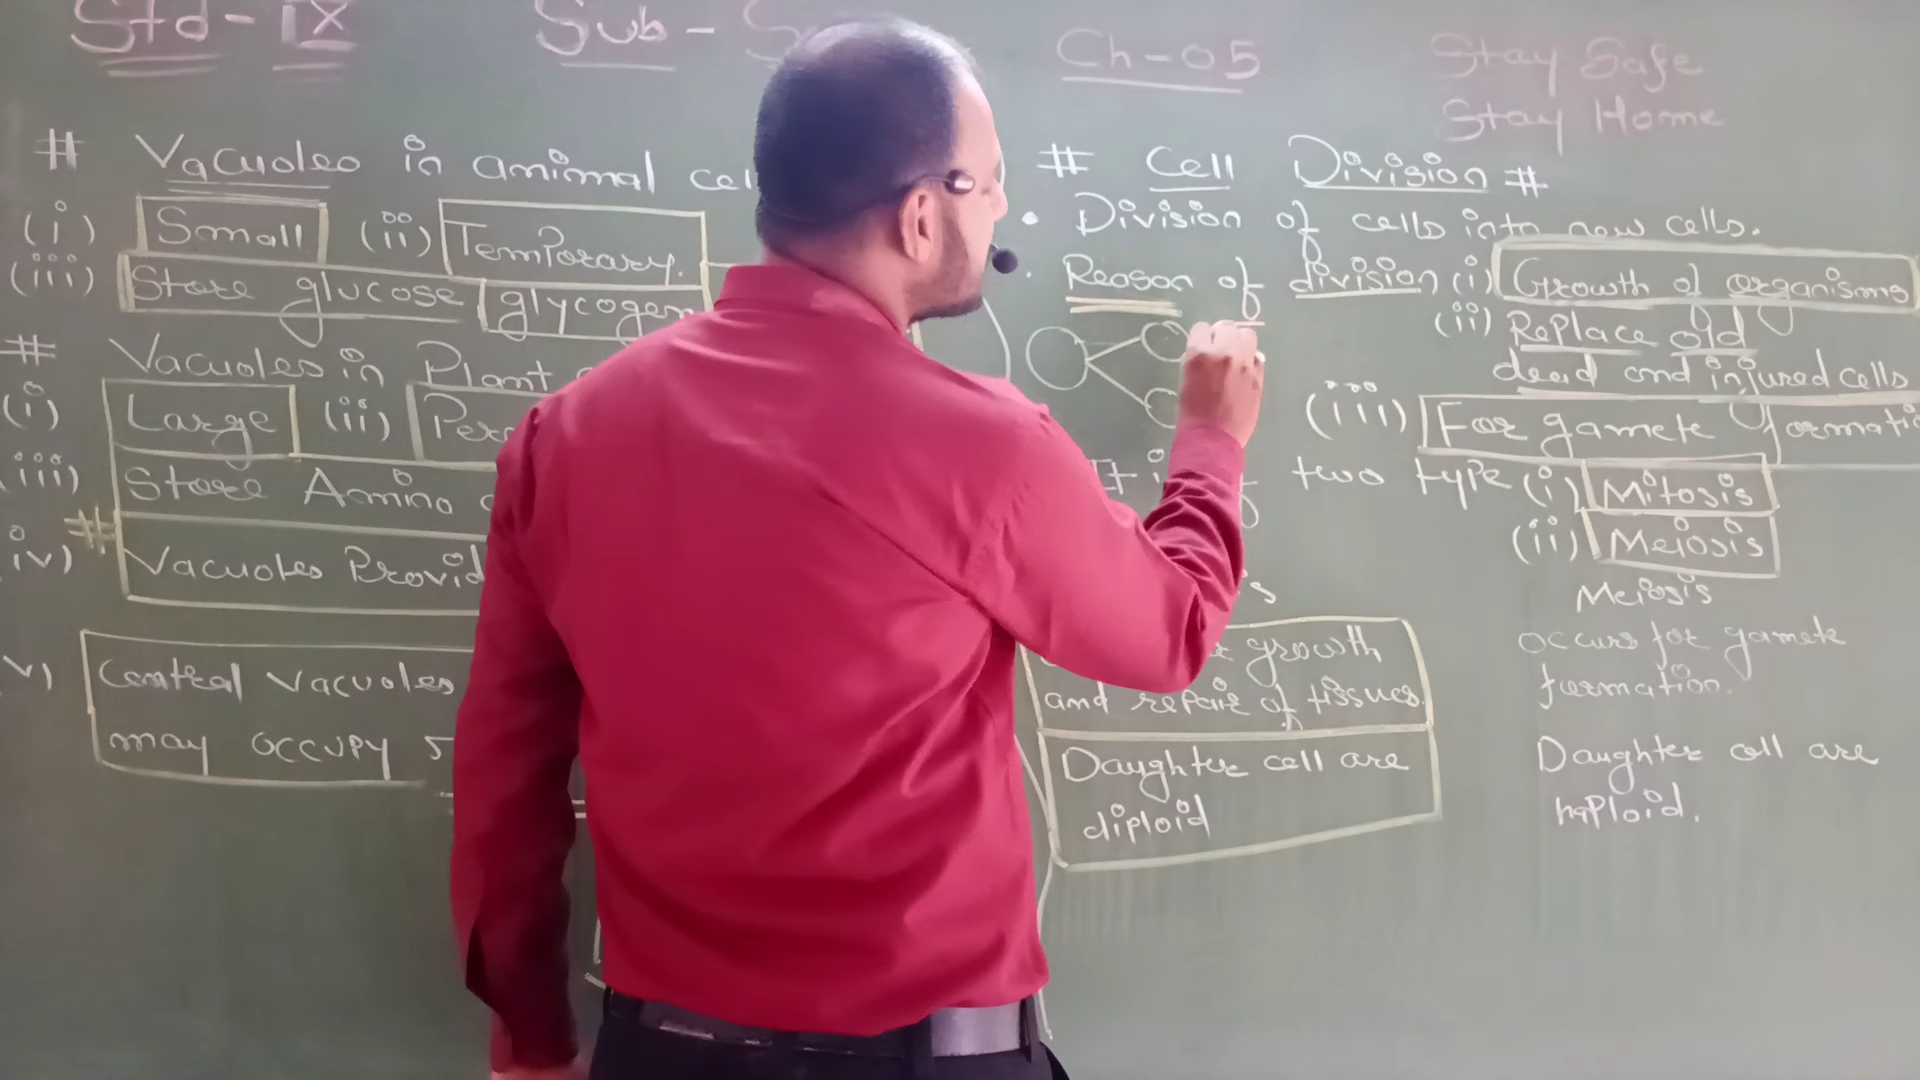 Std - IX
Sub -
Ch - 05
Stay Safe
Stay Home
# Vacuoles in animal
(i) Small (ii) Temporary.
(iii) Store glucose glycogen
# Vacuoles in Plant
(i) Large (ii)
(iii) Store Amino
# iv) Vacuoles
v) Central vacuoles
may occupy
# Cell Division #
• Division of cells into new cells.
• Reason of division (i) Growth of organisms
(ii) Replace old
dead and injured cells
(iii) For gamete
two type (i) Mitosis
(ii) Meiosis
growth
and repair of tissues.
Daughter cell are
diploid
Meiosis
occurs for gamete
formation.
Daughter cell are
haploid.